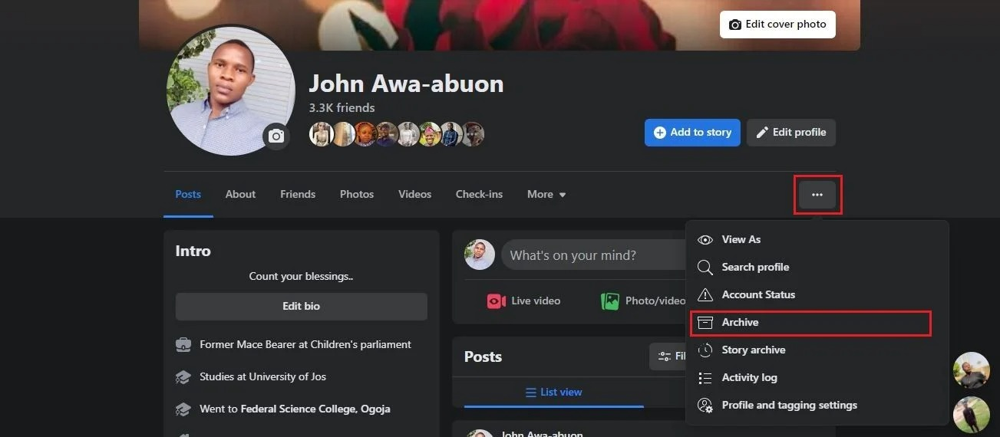 Edit cover photo
John Awa-abuon
3.3K friends
Add to story
Edit profile
Posts
About
Friends
Photos
Videos
Check-ins
More
Intro
Count your blessings..
Edit bio
Former Mace Bearer at Children's parliament
Studies at University of Jos
Went to Federal Science College, Ogoja
What's on your mind?
Live video
Photo/video
Posts
Fil
List view
John Awa-abuon
View As
Search profile
Account Status
Archive
Story archive
Activity log
Profile and tagging settings